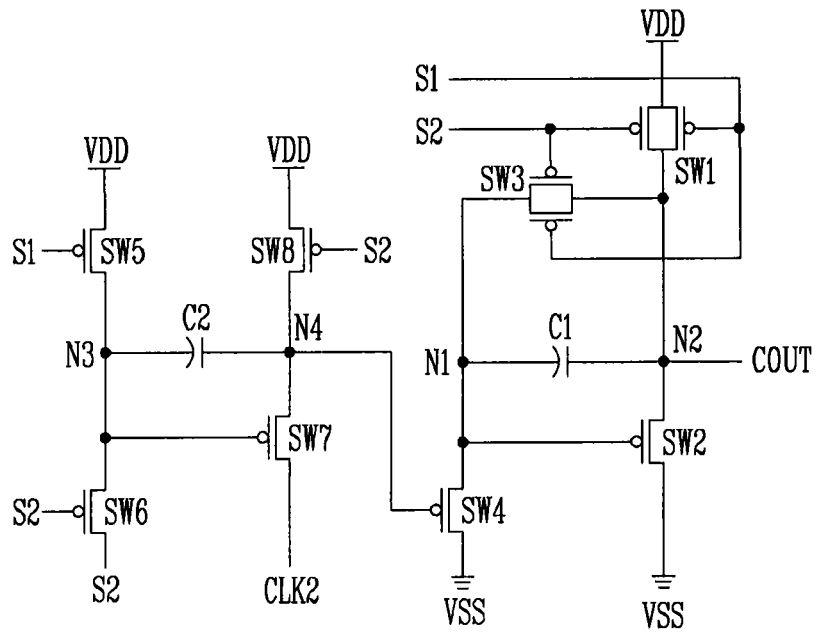 VDD
S1
S2
SW3
SW1
VDD
VDD
S1
SW5
SW8
S2
C2
N3
N4
C1
N1
N2
COUT
SW7
SW2
S2
SW6
SW4
S2
CLK2
VSS
VSS